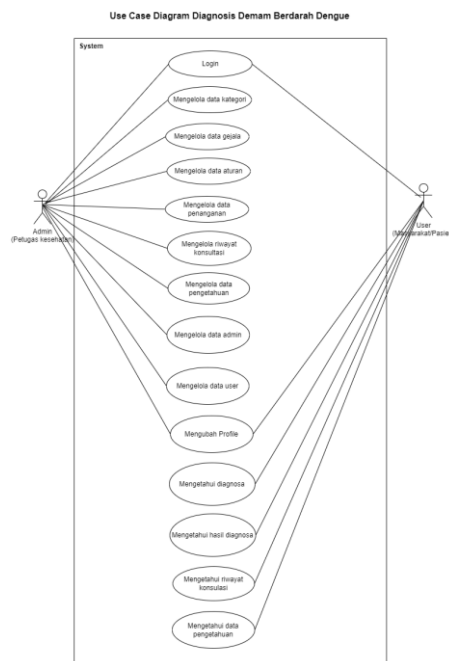 Use Case Diagram Diagnosis Demam Berdarah Dengue
System
Login
Mengelola data kategori
Mengelola data gejala
Mengelola data aturan
Mengelola data
penanganan
Mengelola riwayat
konsultasi
Mengelola data
pengetahuan
Mengelola data admin
Mengelola data user
Mengubah Profile
Mengetahui diagnosa
Mengetahui hasil diagnosa
Mengetahui riwayat
konsulasi
Mengetahui data
pengetahuan
Admin
(Petugas kesehatan)
User
(Masyarakat/Pasie